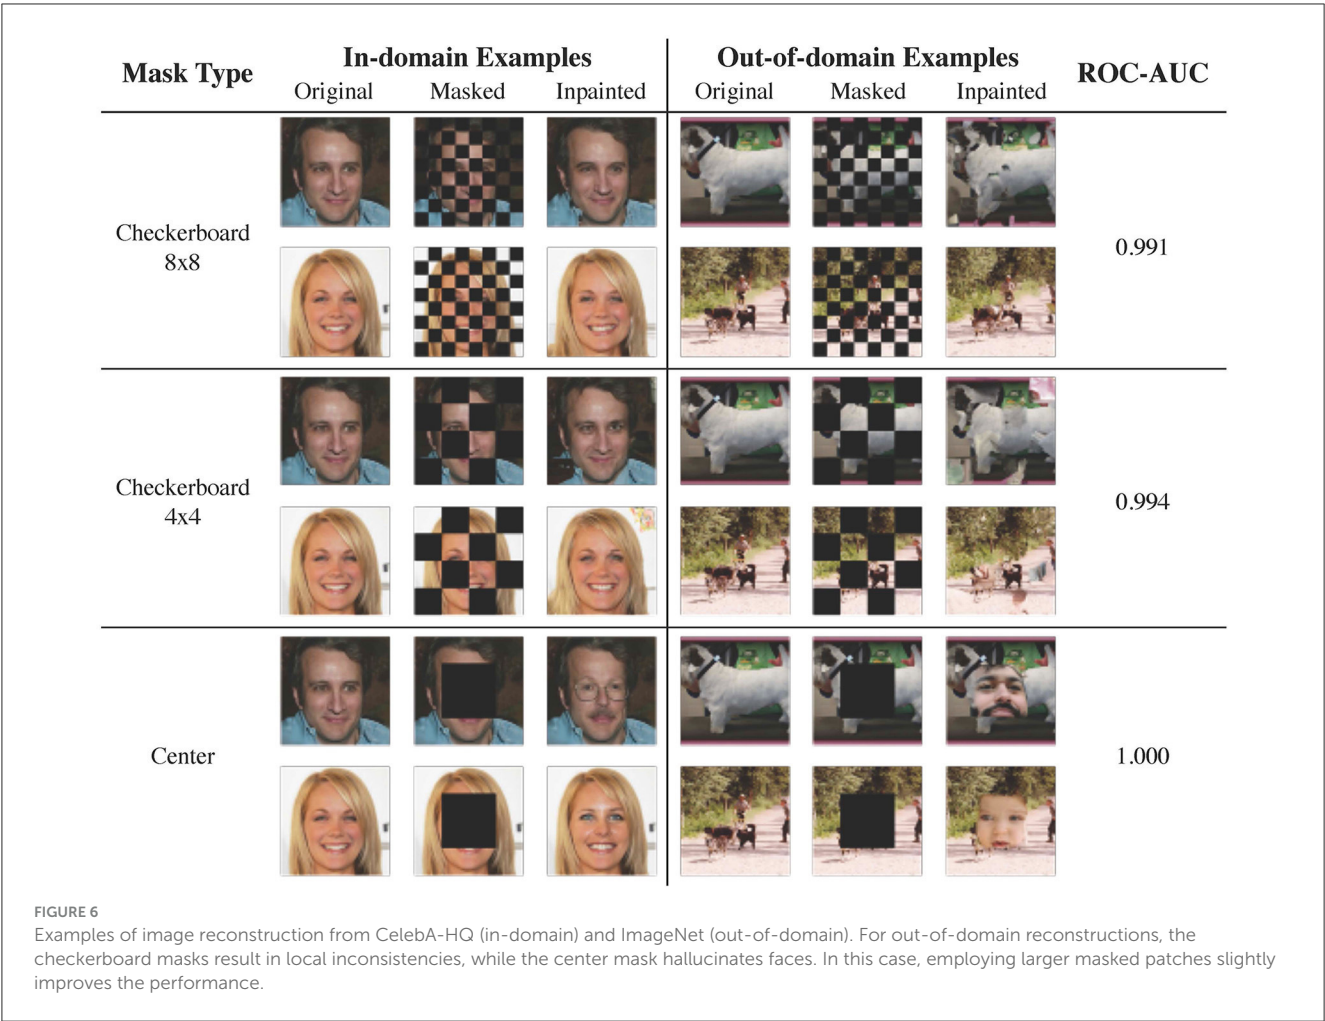 Mask Type
In-domain Examples
Out-of-domain Examples
ROC-AUC
Original Masked Inpainted
Original Masked Inpainted
Checkerboard
8x8
0.991
Checkerboard
4x4
0.994
Center
1.000
FIGURE 6
Examples of image reconstruction from CelebA-HQ (in-domain) and ImageNet (out-of-domain). For out-of-domain reconstructions, the
checkerboard masks result in local inconsistencies, while the center mask hallucinates faces. In this case, employing larger masked patches slightly
improves the performance.